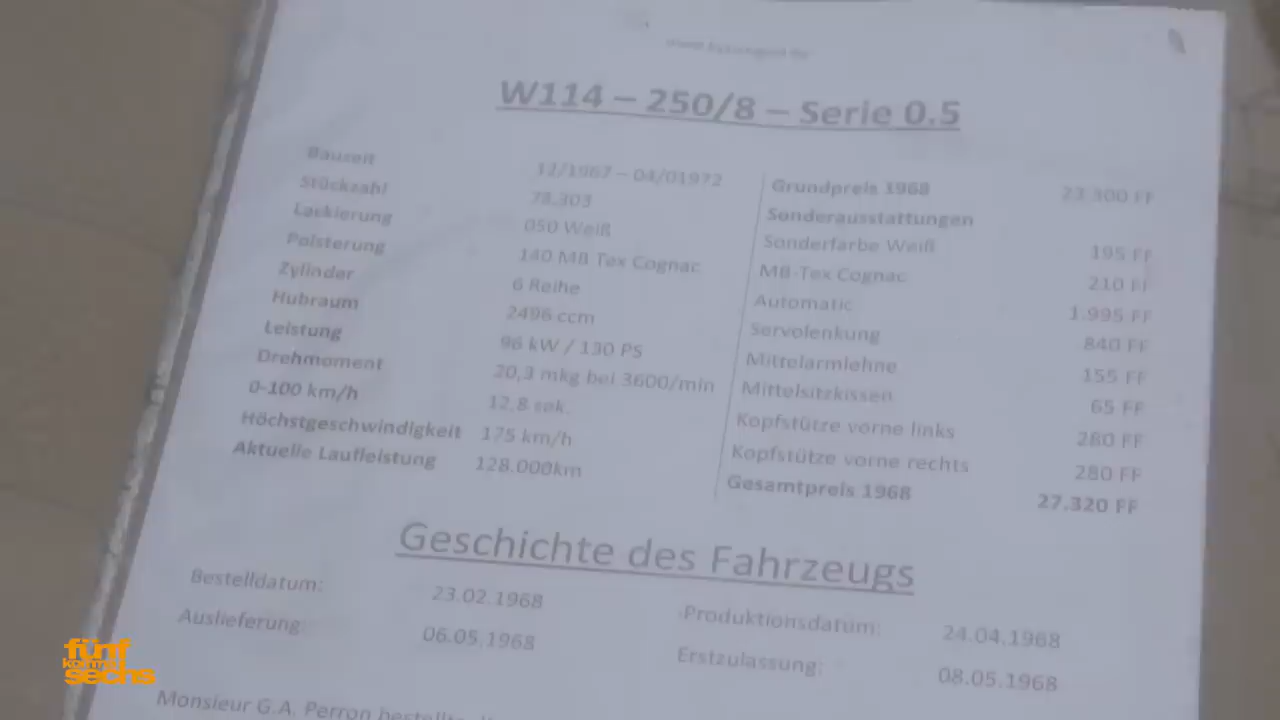 W114 – 250/8 – Serie 0.5
Bauzeit 12/1967 – 04/01972
Stückzahl 78.303
Lackierung 050 Weiß
Polsterung 140 MB Tex Cognac
Zylinder 6 Reihe
Hubraum 2496 ccm
Leistung 96 kW / 130 PS
Drehmoment 20,3 mkg bei 3600/min
0-100 km/h 12,8 sek.
Höchstgeschwindigkeit 175 km/h
Aktuelle Laufleistung 128.000km
Grundpreis 1968 23.300 FF
Sonderausstattungen
Sonderfarbe Weiß 195 FF
MB-Tex Cognac 210 FF
Automatic 1.995 FF
Servolenkung 840 FF
Mittelarmlehne 155 FF
Mittelsitzkissen 65 FF
Kopfstütze vorne links 280 FF
Kopfstütze vorne rechts 280 FF
Gesamtpreis 1968 27.320 FF
Geschichte des Fahrzeugs
Bestelldatum: 23.02.1968 Produktionsdatum: 24.04.1968
Auslieferung: 06.05.1968 Erstzulassung: 08.05.1968
Monsieur G.A. Perron bestellte
fünf
komma
sechs